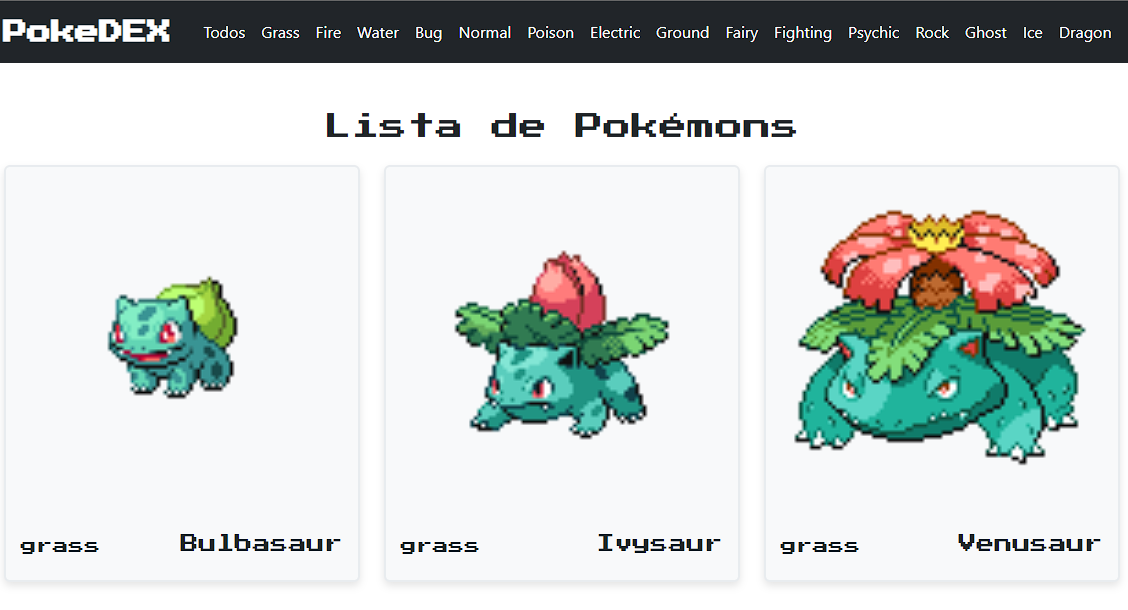 PokeDEX Todos Grass Fire Water Bug Normal Poison Electric Ground Fairy Fighting Psychic Rock Ghost Ice Dragon
Lista de Pokémons
grass Bulbasaur
grass Ivysaur
grass Venusaur